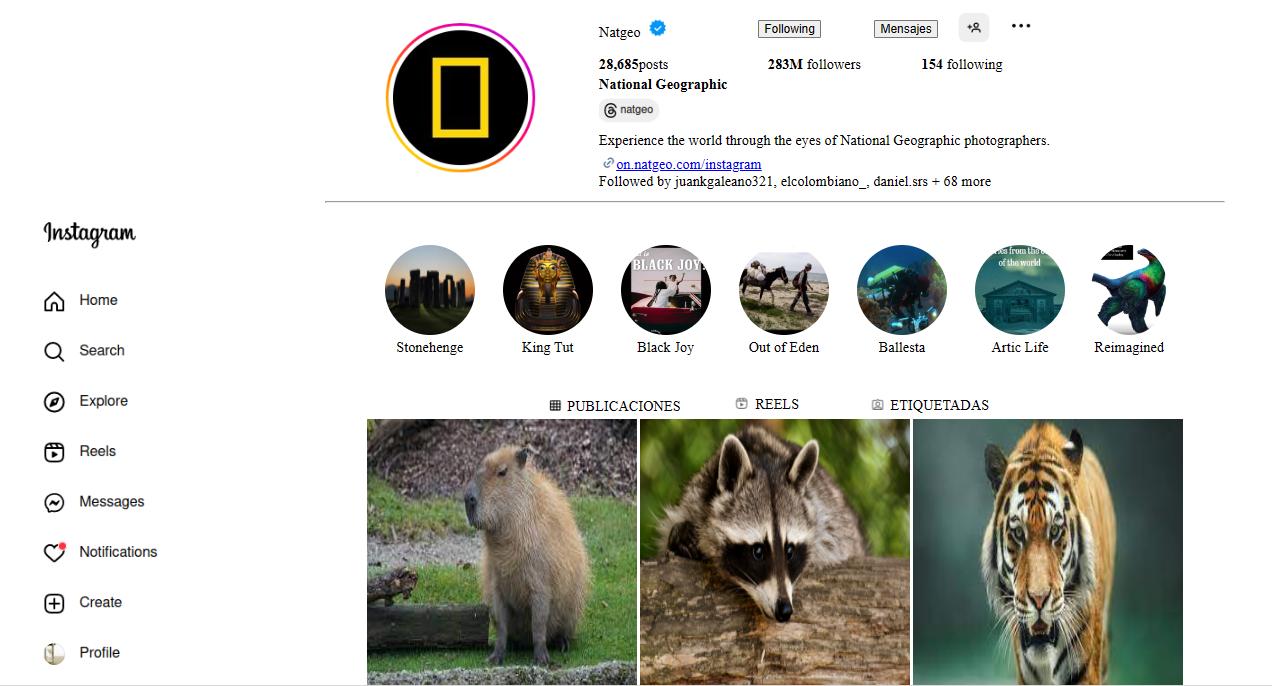 Natgeo Following Mensajes
28,685posts 283M followers 154 following
National Geographic
natgeo
Experience the world through the eyes of National Geographic photographers.
on.natgeo.com/instagram
Followed by juankgaleano321, elcolombiano_, daniel.srs + 68 more
Instagram
Home
Search
Explore
Reels
Messages
Notifications
Create
Profile
BLACK JOY
from the
of the world
Stonehenge King Tut Black Joy Out of Eden Ballesta Artic Life Reimagined
PUBLICACIONES REELS ETIQUETADAS